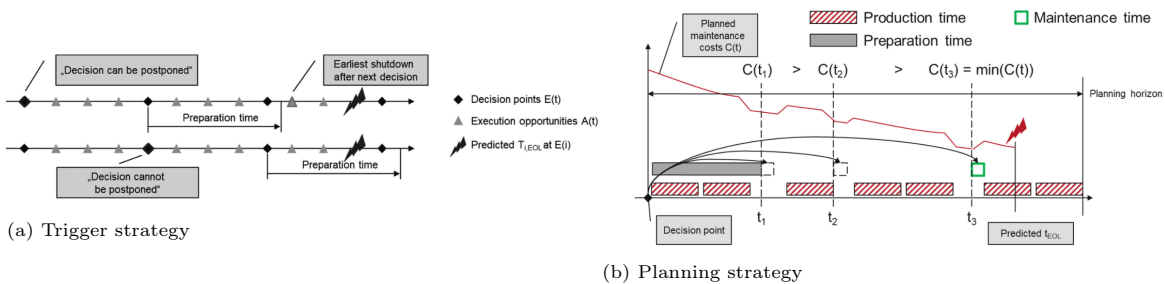 „Decision can be postponed“
Earliest shutdown
after next decision
Preparation time
Preparation time
„Decision cannot
be postponed“
Decision points E(t)
Execution opportunities A(t)
Predicted Ti,EOL at E(i)
(a) Trigger strategy
Planned
maintenance
costs C(t)
Production time
Preparation time
Maintenance time
C(t1) > C(t2) > C(t3) = min(C(t))
Planning horizon
t1 t2 t3
Decision point
Predicted tEOL
(b) Planning strategy